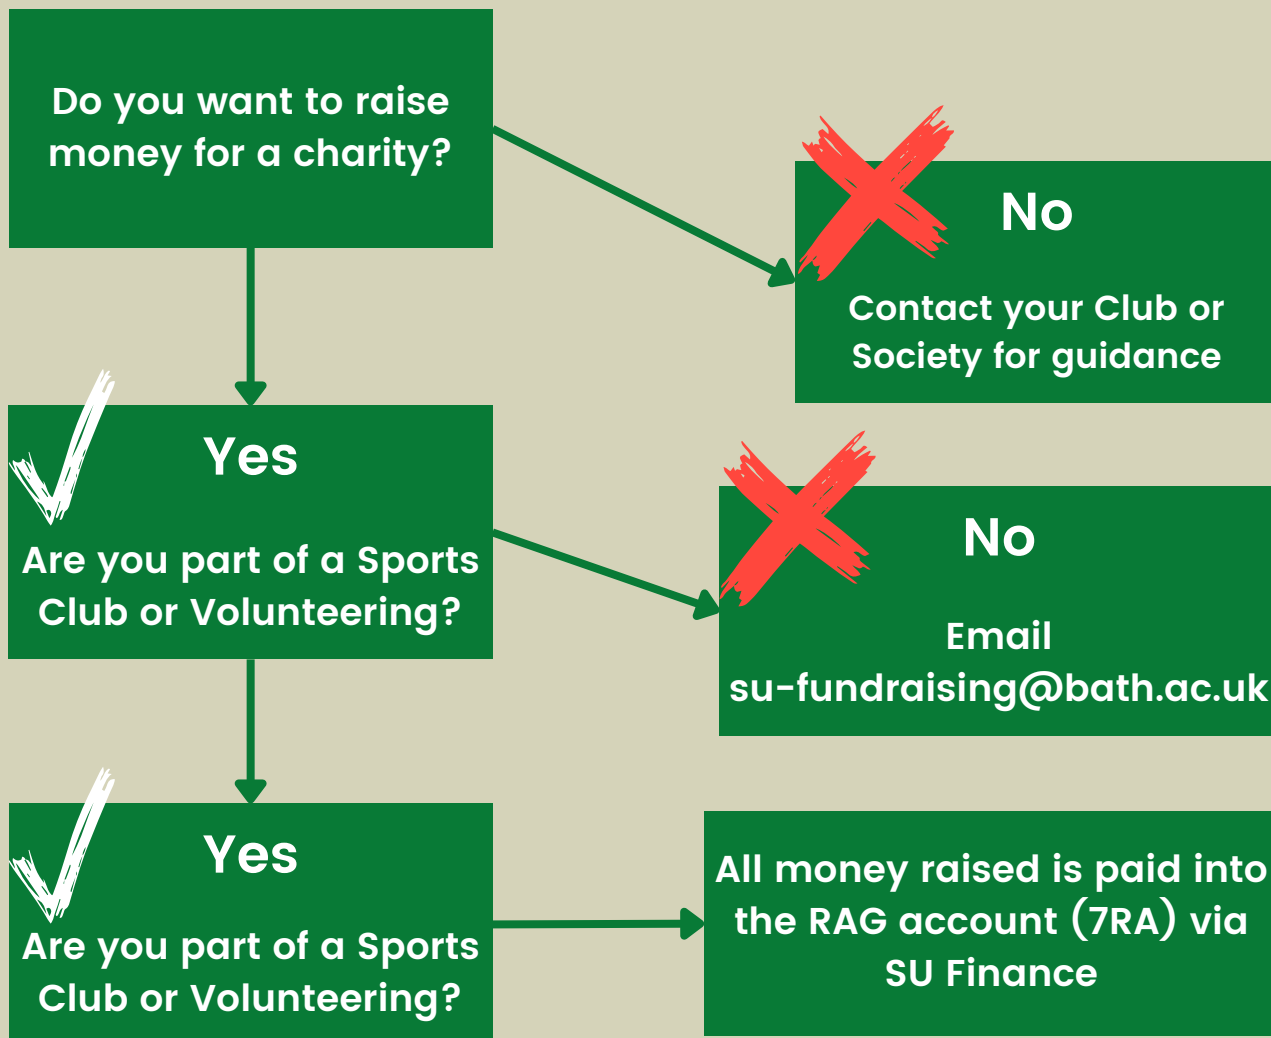 Do you want to raise
money for a charity?
No
Contact your Club or
Society for guidance
Yes
Are you part of a Sports
Club or Volunteering?
No
Email
su-fundraising@bath.ac.uk
Yes
Are you part of a Sports
Club or Volunteering?
All money raised is paid into
the RAG account (7RA) via
SU Finance